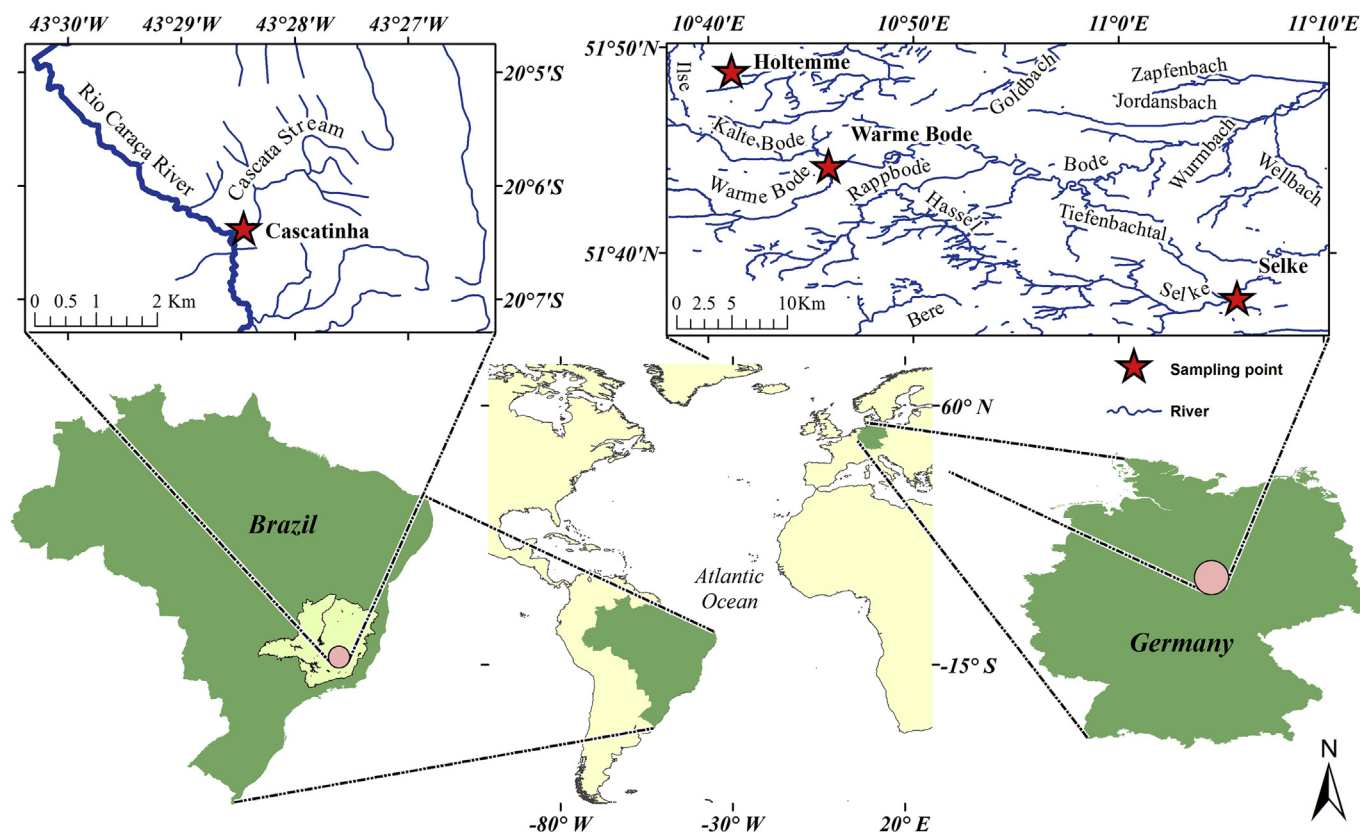 43°30'W 43°29'W 43°28'W 43°27'W
20°5'S
20°6'S
20°7'S
Rio Caraça River
Cascata Stream
Cascatinha
0 0.5 1 2 Km
10°40'E 10°50'E 11°0'E 11°10'E
51°50'N
51°40'N
Ilse
Holtemme
Goldbach
Zapfenbach
Jordansbach
Kalte Bode
Warme Bode
Warme Bode
Rappbode
Hassel
Bode
Wurmbach
Wellbach
Tiefenbachtal
Selke
Selke
Bere
0 2.5 5 10Km
Sampling point
River
60° N
-15° S
Brazil
Atlantic
Ocean
Germany
-80° W -30° W 20° E
N